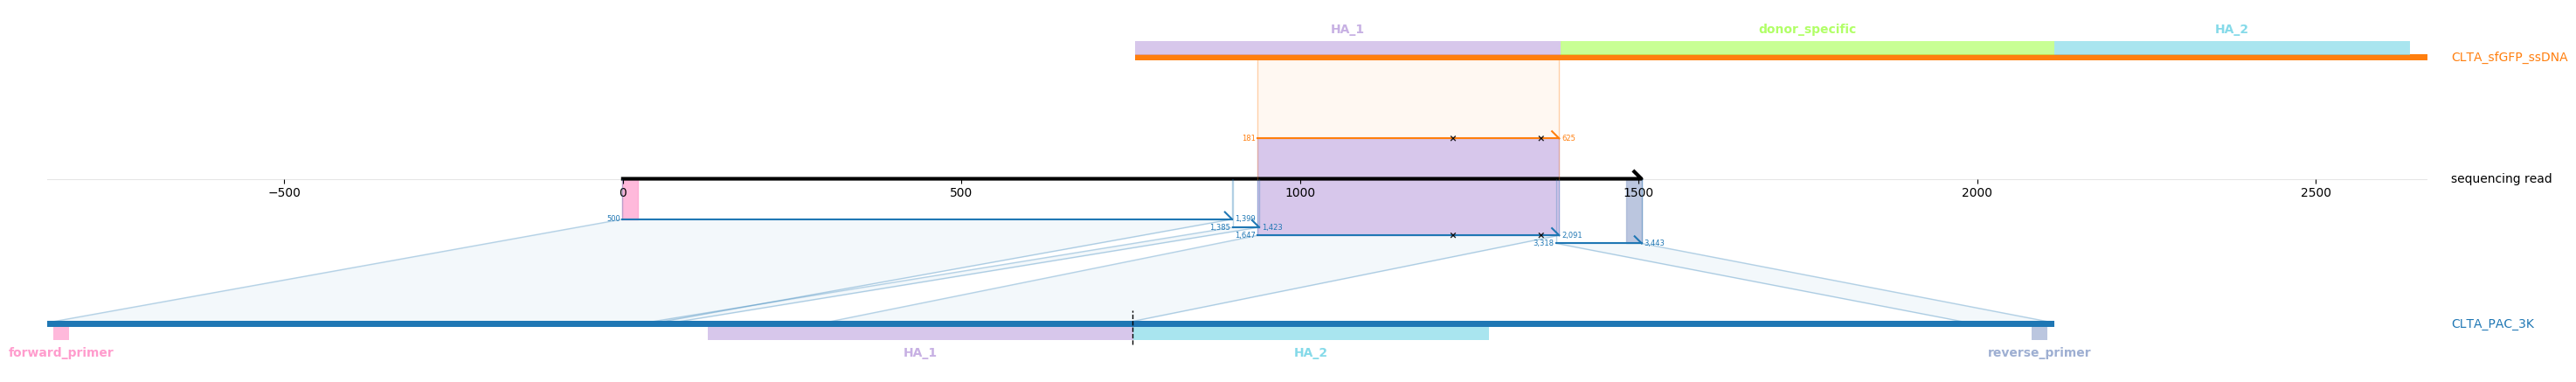 HA_1 donor_specific HA_2
CLTA_sfGFP_ssDNA
181 625
−500 0 500 1000 1500 2000 2500
sequencing read
500 1,399
1,385 1,423
1,647 2,091
3,318 3,443
CLTA_PAC_3K
forward_primer HA_1 HA_2 reverse_primer